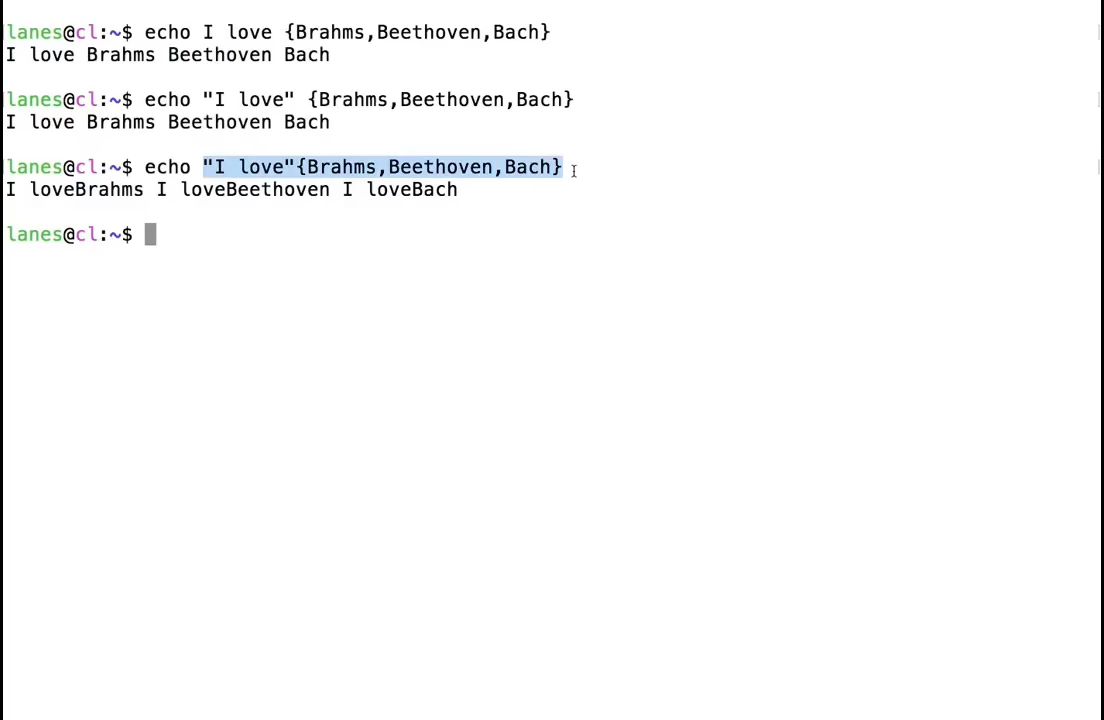 lanes@cl:~$ echo I love {Brahms,Beethoven,Bach}
I love Brahms Beethoven Bach
lanes@cl:~$ echo "I love" {Brahms,Beethoven,Bach}
I love Brahms Beethoven Bach
lanes@cl:~$ echo "I love"{Brahms,Beethoven,Bach}
I loveBrahms I loveBeethoven I loveBach
lanes@cl:~$